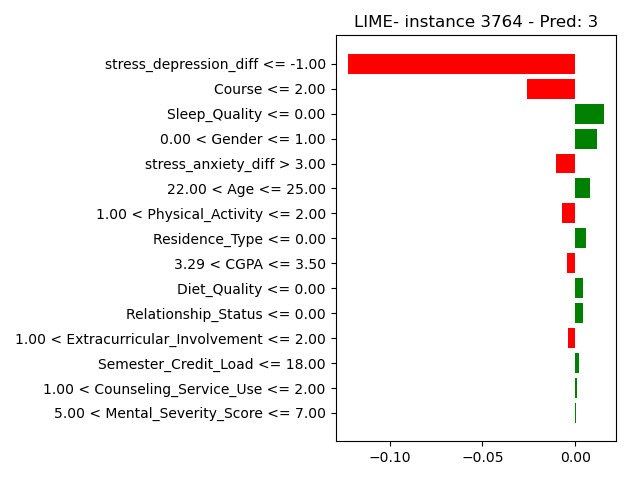 LIME- instance 3764 - Pred: 3
stress_depression_diff <= -1.00
Course <= 2.00
Sleep_Quality <= 0.00
0.00 < Gender <= 1.00
stress_anxiety_diff > 3.00
22.00 < Age <= 25.00
1.00 < Physical_Activity <= 2.00
Residence_Type <= 0.00
3.29 < CGPA <= 3.50
Diet_Quality <= 0.00
Relationship_Status <= 0.00
1.00 < Extracurricular_Involvement <= 2.00
Semester_Credit_Load <= 18.00
1.00 < Counseling_Service_Use <= 2.00
5.00 < Mental_Severity_Score <= 7.00
−0.10 −0.05 0.00